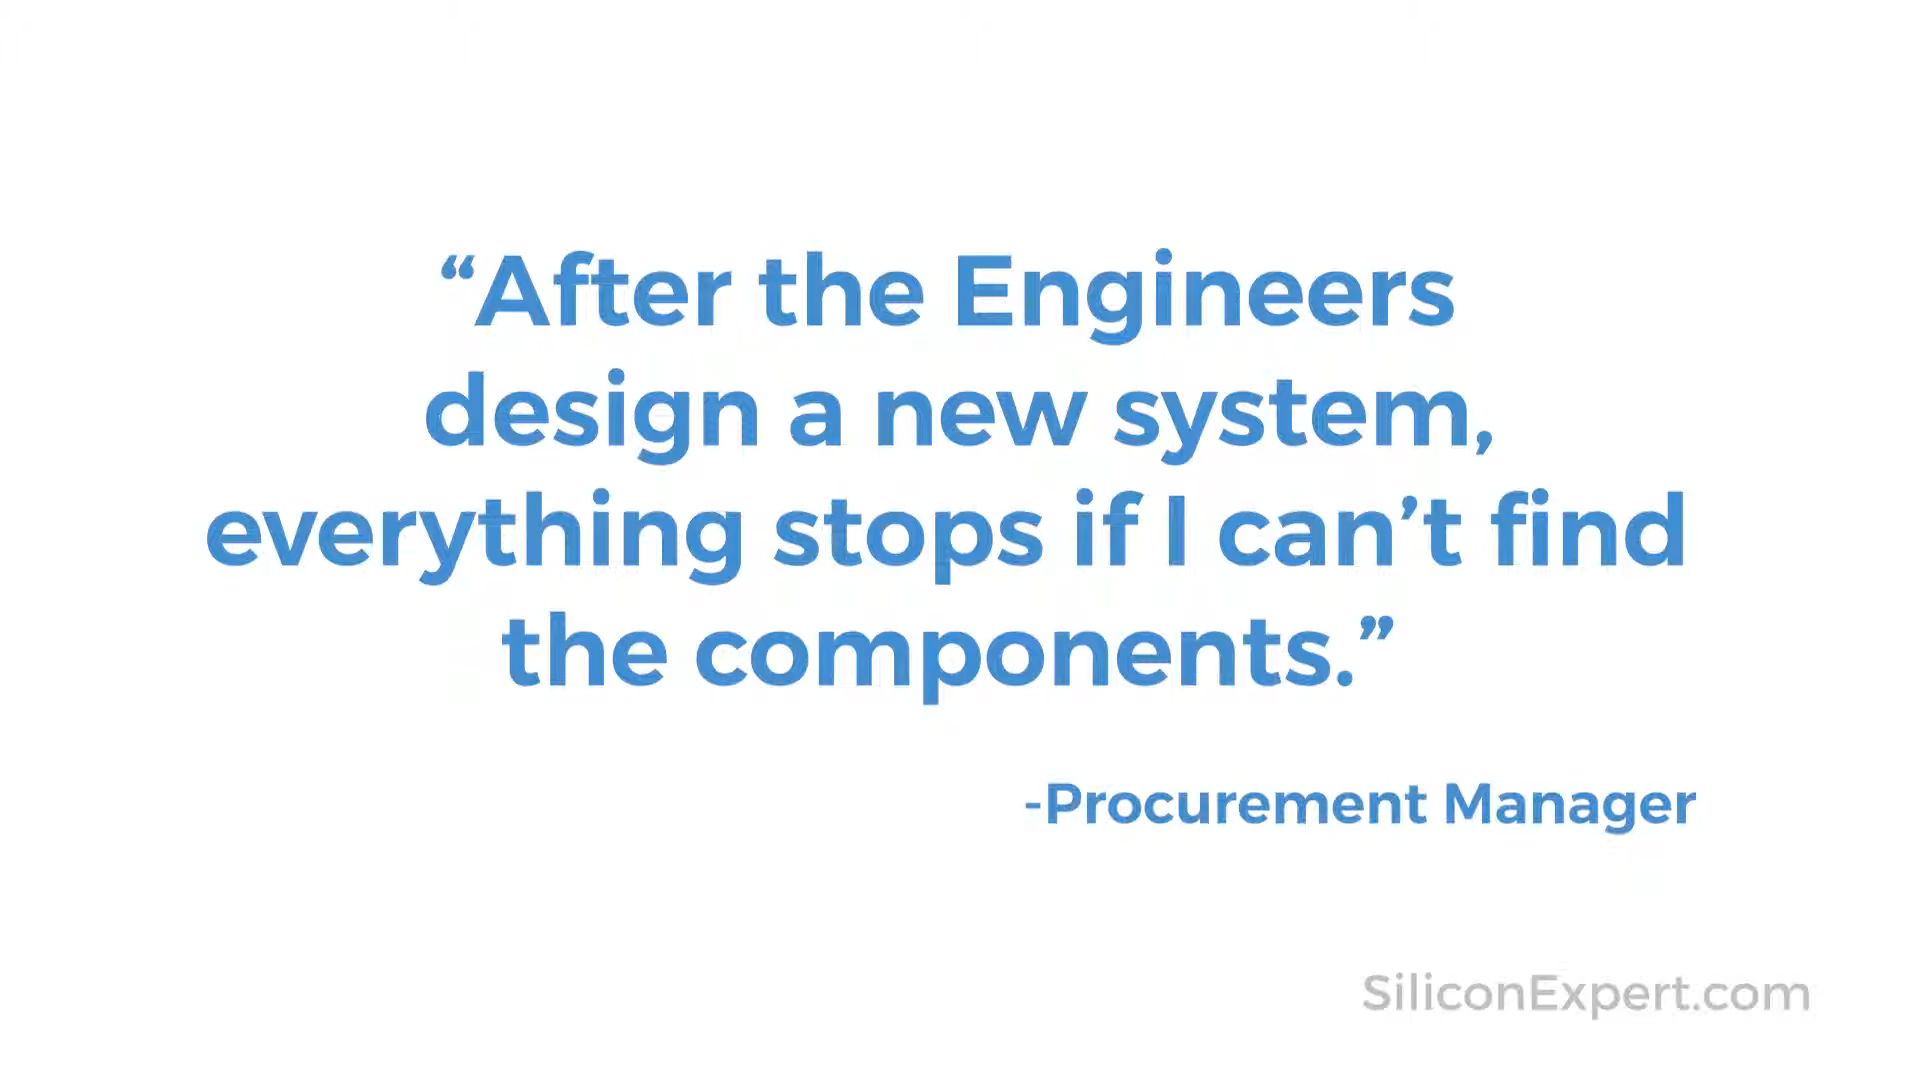 “After the Engineers
design a new system,
everything stops if I can’t find
the components.”
-Procurement Manager
SiliconExpert.com